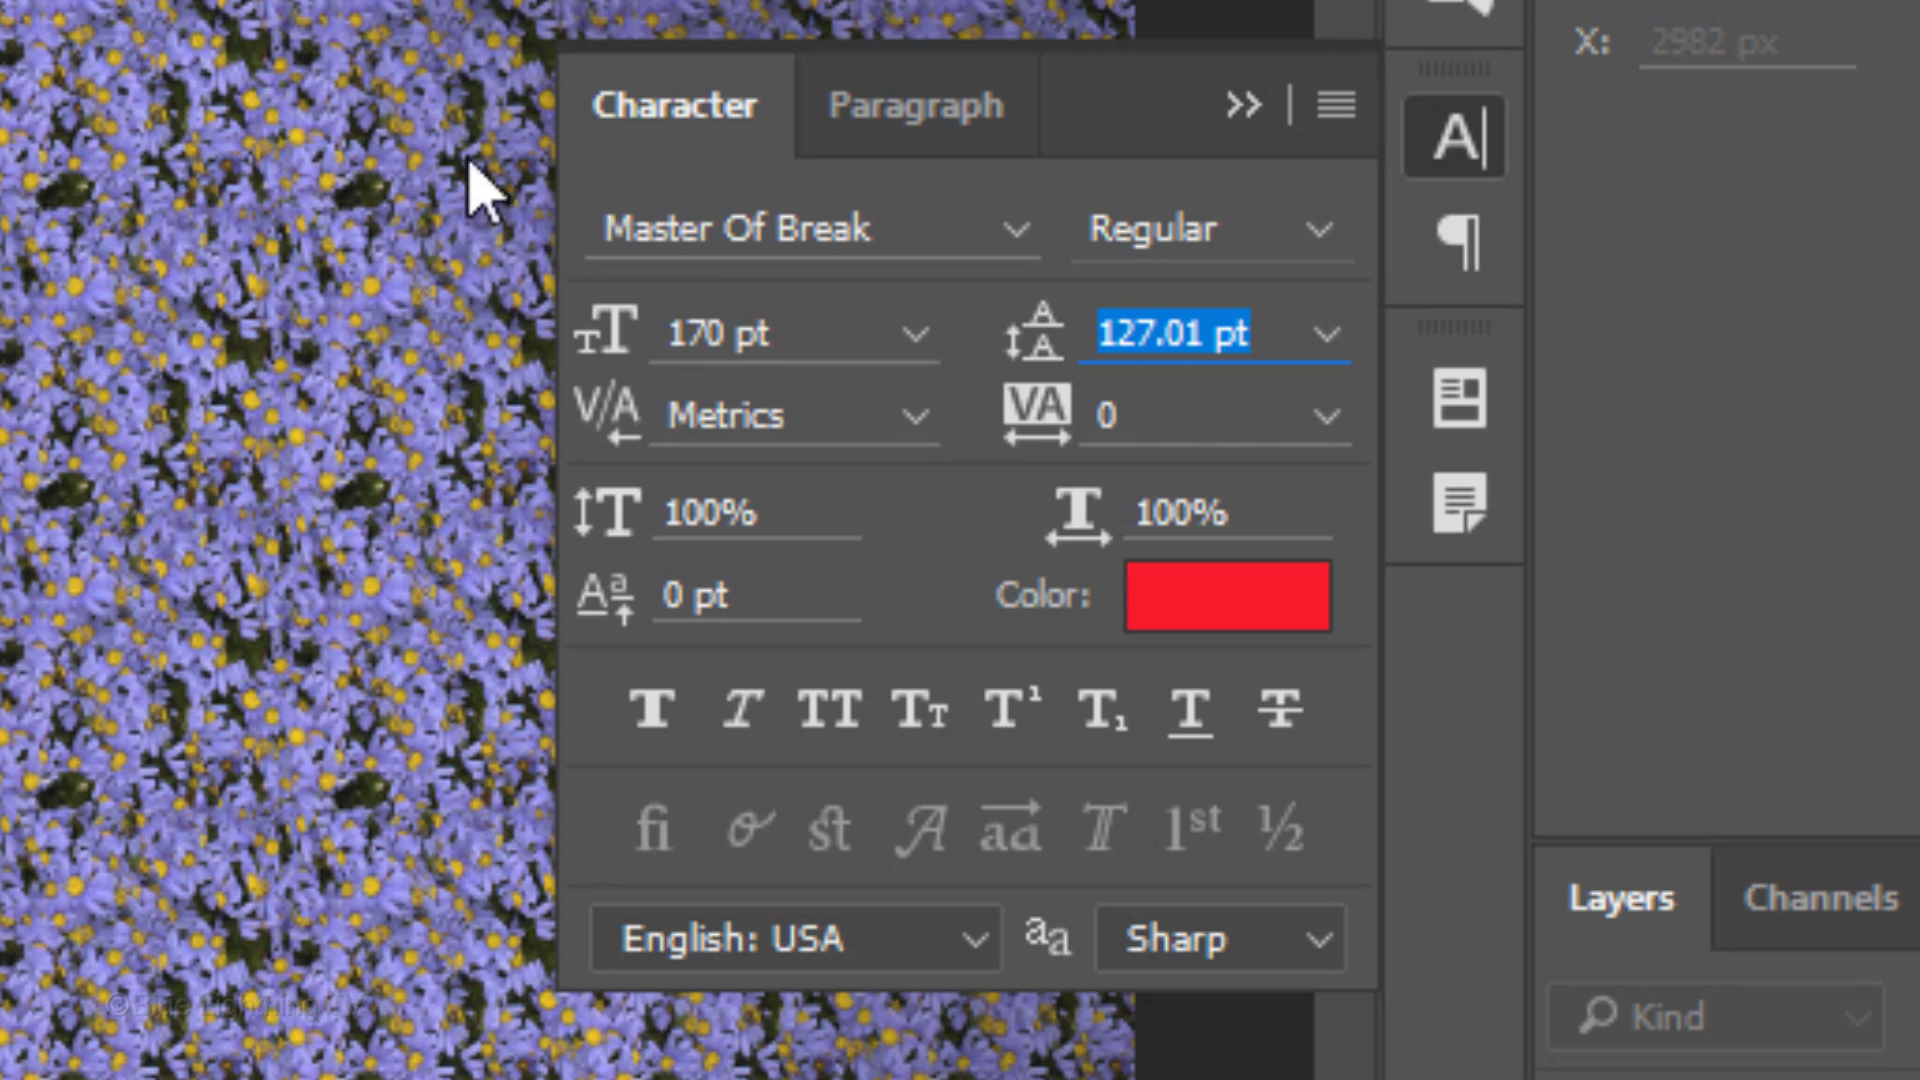 X: 2982 px
Character Paragraph
Master Of Break Regular
170 pt 127.01 pt
Metrics 0
100% 100%
0 pt Color:
English: USA Sharp
Layers Channels
Kind